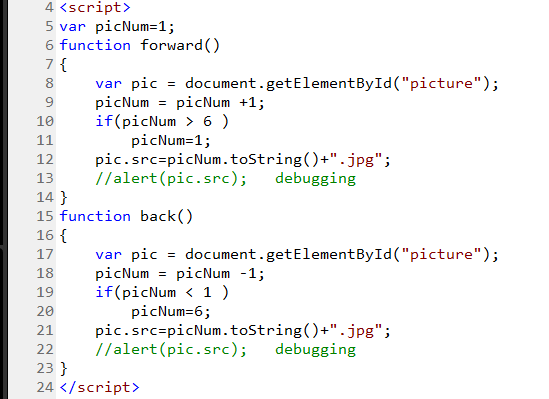 4 <script>
5 var picNum=1;
6 function forward()
7 {
8     var pic = document.getElementById("picture");
9     picNum = picNum +1;
10     if(picNum > 6 )
11         picNum=1;
12     pic.src=picNum.toString()+".jpg";
13     //alert(pic.src);   debugging
14 }
15 function back()
16 {
17     var pic = document.getElementById("picture");
18     picNum = picNum -1;
19     if(picNum < 1 )
20         picNum=6;
21     pic.src=picNum.toString()+".jpg";
22     //alert(pic.src);   debugging
23 }
24 </script>